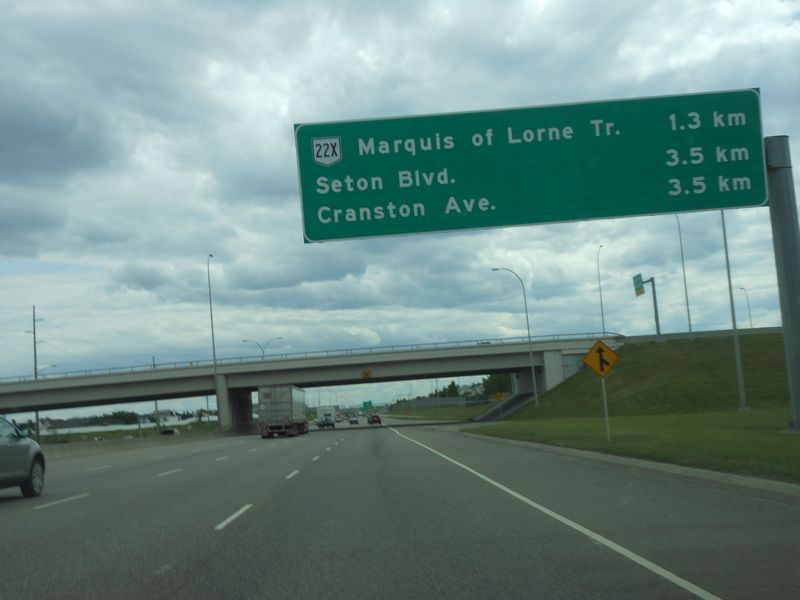 22X Marquis of Lorne Tr. 1.3 km
Seton Blvd. 3.5 km
Cranston Ave. 3.5 km